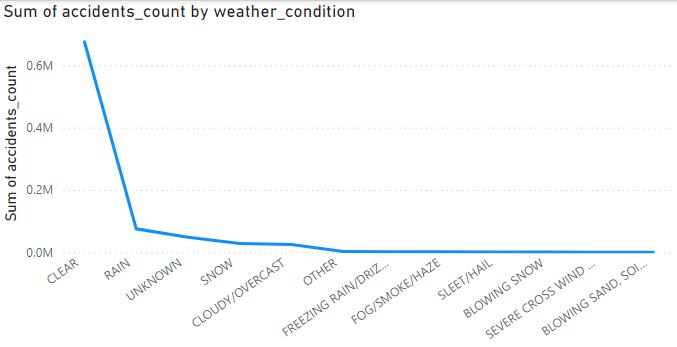 Sum of accidents_count by weather_condition
Sum of accidents_count
0.6M
0.4M
0.2M
0.0M
CLEAR
RAIN
UNKNOWN
SNOW
CLOUDY/OVERCAST
OTHER
FREEZING RAIN/DRIZ...
FOG/SMOKE/HAZE
SLEET/HAIL
BLOWING SNOW
SEVERE CROSS WIND ...
BLOWING SAND, SOI...